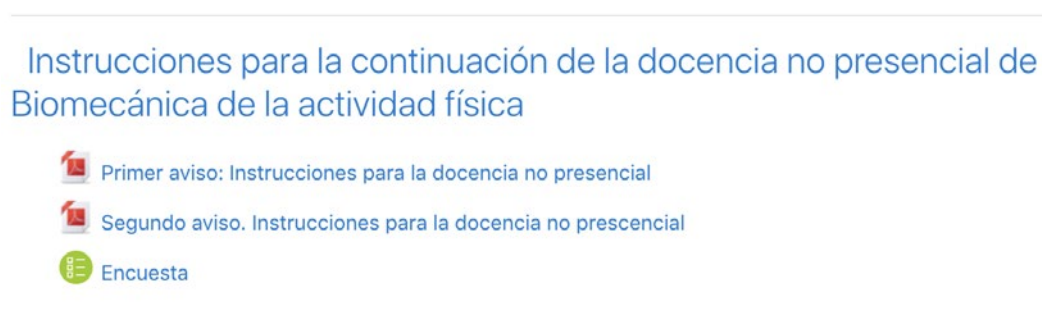 Instrucciones para la continuación de la docencia no presencial de
Biomecánica de la actividad física
Primer aviso: Instrucciones para la docencia no presencial
Segundo aviso. Instrucciones para la docencia no prescencial
Encuesta